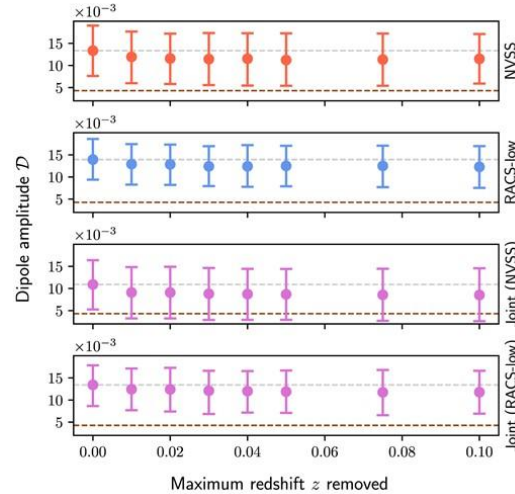 ×10⁻³
15
10
5
NVSS
×10⁻³
15
10
5
RACS-low
×10⁻³
15
10
5
Joint (NVSS)
×10⁻³
15
10
5
Joint (RACS-low)
Dipole amplitude 𝒟
0.00 0.02 0.04 0.06 0.08 0.10
Maximum redshift z removed